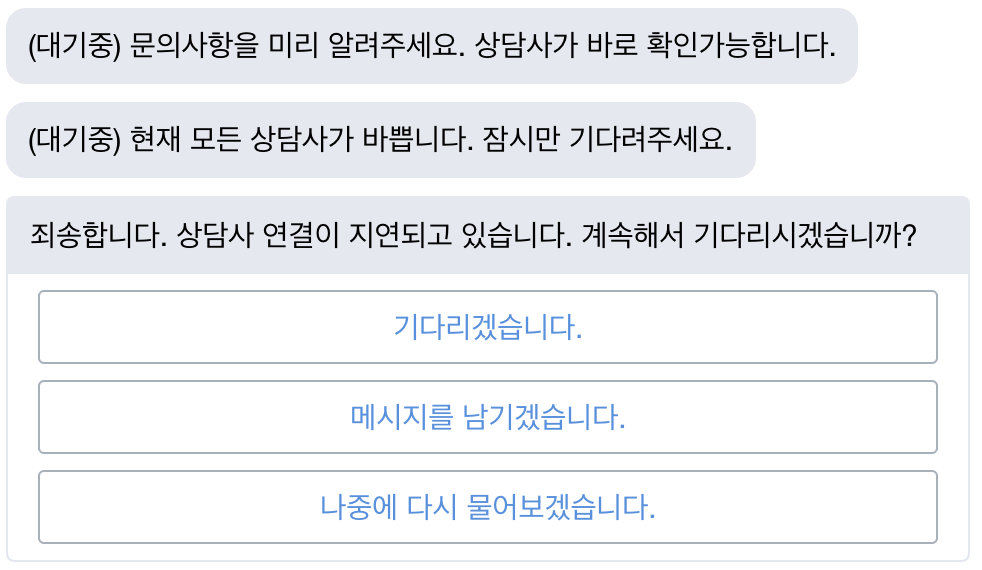 (대기중) 문의사항을 미리 알려주세요. 상담사가 바로 확인가능합니다.
(대기중) 현재 모든 상담사가 바쁩니다. 잠시만 기다려주세요.
죄송합니다. 상담사 연결이 지연되고 있습니다. 계속해서 기다리시겠습니까?
기다리겠습니다.
메시지를 남기겠습니다.
나중에 다시 물어보겠습니다.